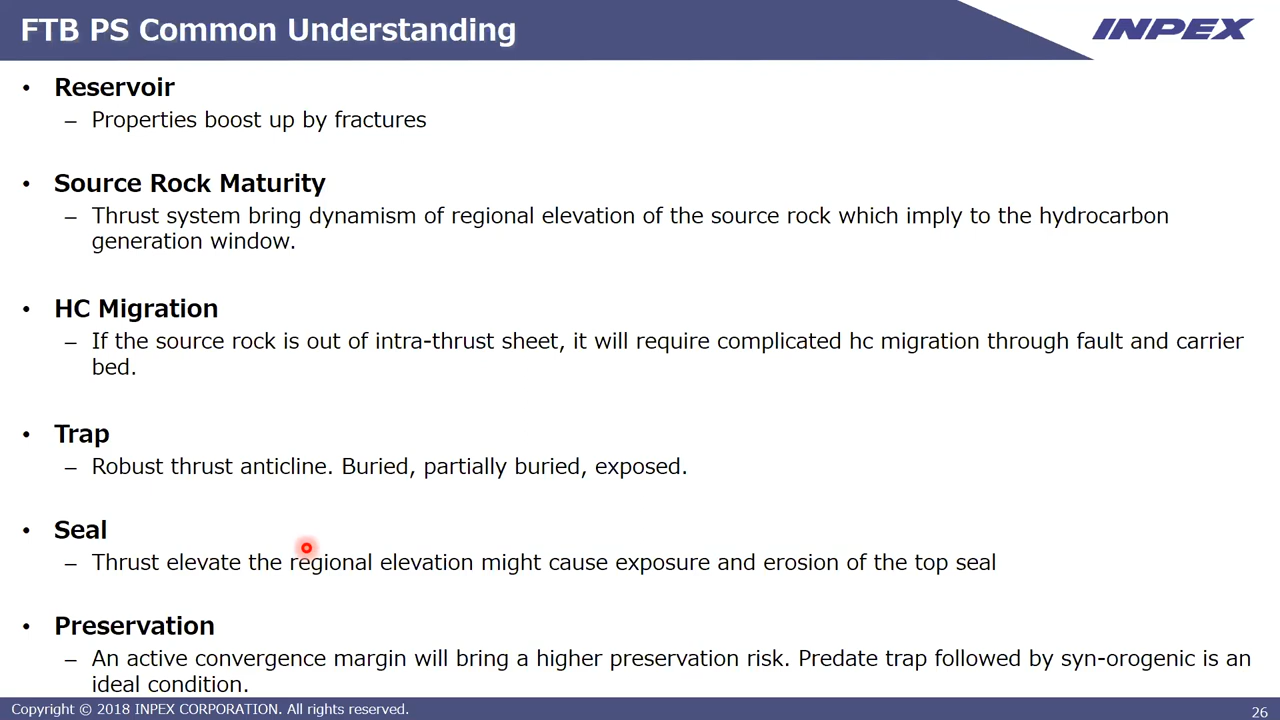 FTB PS Common Understanding
INPEX
• Reservoir
– Properties boost up by fractures
• Source Rock Maturity
– Thrust system bring dynamism of regional elevation of the source rock which imply to the hydrocarbon
generation window.
• HC Migration
– If the source rock is out of intra-thrust sheet, it will require complicated hc migration through fault and carrier
bed.
• Trap
– Robust thrust anticline. Buried, partially buried, exposed.
• Seal
– Thrust elevate the regional elevation might cause exposure and erosion of the top seal
• Preservation
– An active convergence margin will bring a higher preservation risk. Predate trap followed by syn-orogenic is an
ideal condition.
Copyright © 2018 INPEX CORPORATION. All rights reserved.
26